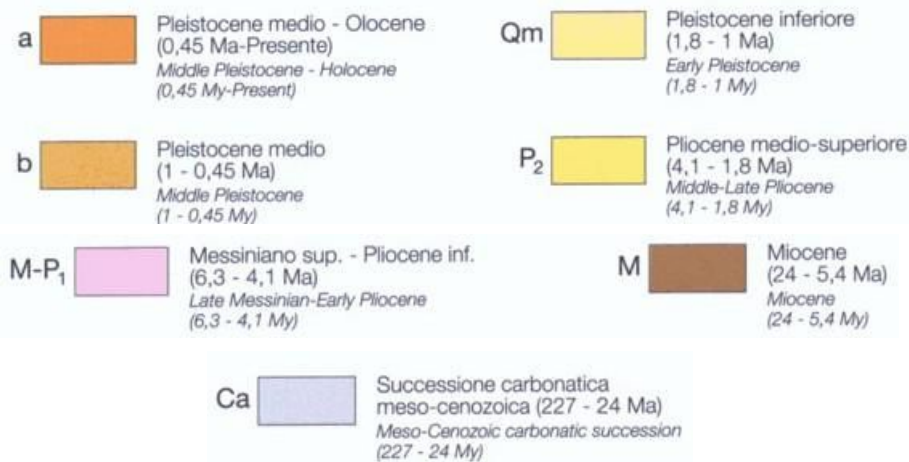 a
Pleistocene medio - Olocene
(0,45 Ma-Presente)
Middle Pleistocene - Holocene
(0,45 My-Present)
Qm
Pleistocene inferiore
(1,8 - 1 Ma)
Early Pleistocene
(1,8 - 1 My)
b
Pleistocene medio
(1 - 0,45 Ma)
Middle Pleistocene
(1 - 0,45 My)
P₂
Pliocene medio-superiore
(4,1 - 1,8 Ma)
Middle-Late Pliocene
(4,1 - 1,8 My)
M-P₁
Messiniano sup. - Pliocene inf.
(6,3 - 4,1 Ma)
Late Messinian-Early Pliocene
(6,3 - 4,1 My)
M
Miocene
(24 - 5,4 Ma)
Miocene
(24 - 5,4 My)
Ca
Successione carbonatica
meso-cenozoica (227 - 24 Ma)
Meso-Cenozoic carbonatic succession
(227 - 24 My)